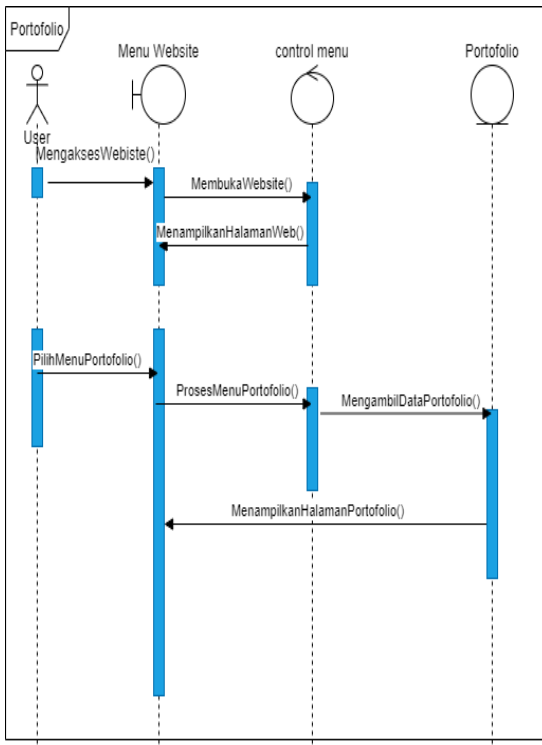 Portofolio
Menu Website
control menu
Portofolio
User
MengaksesWebiste()
MembukaWebsite()
MenampilkanHalamanWeb()
PilihMenuPortofolio()
ProsesMenuPortofolio()
MengambilDataPortofolio()
MenampilkanHalamanPortofolio()